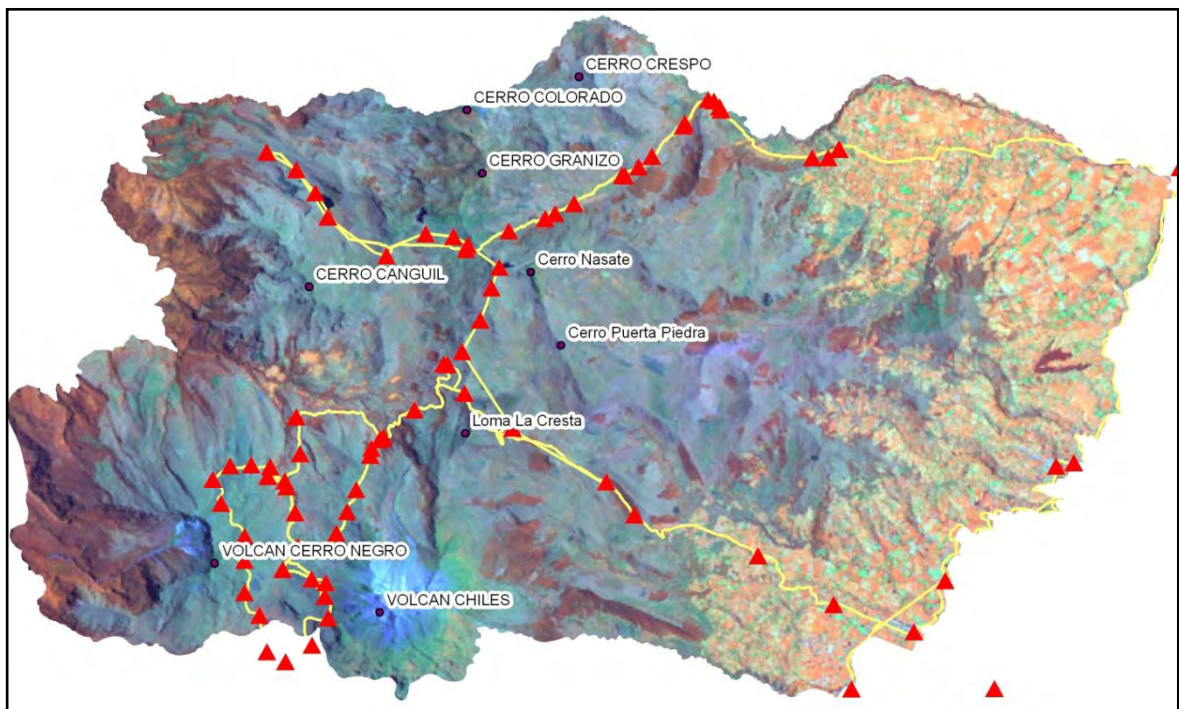 CERRO CRESPO
CERRO COLORADO
CERRO GRANIZO
Cerro Nasate
CERRO CANGUIL
Cerro Puerta Piedra
Loma La Cresta
VOLCAN CERRO NEGRO
VOLCAN CHILES